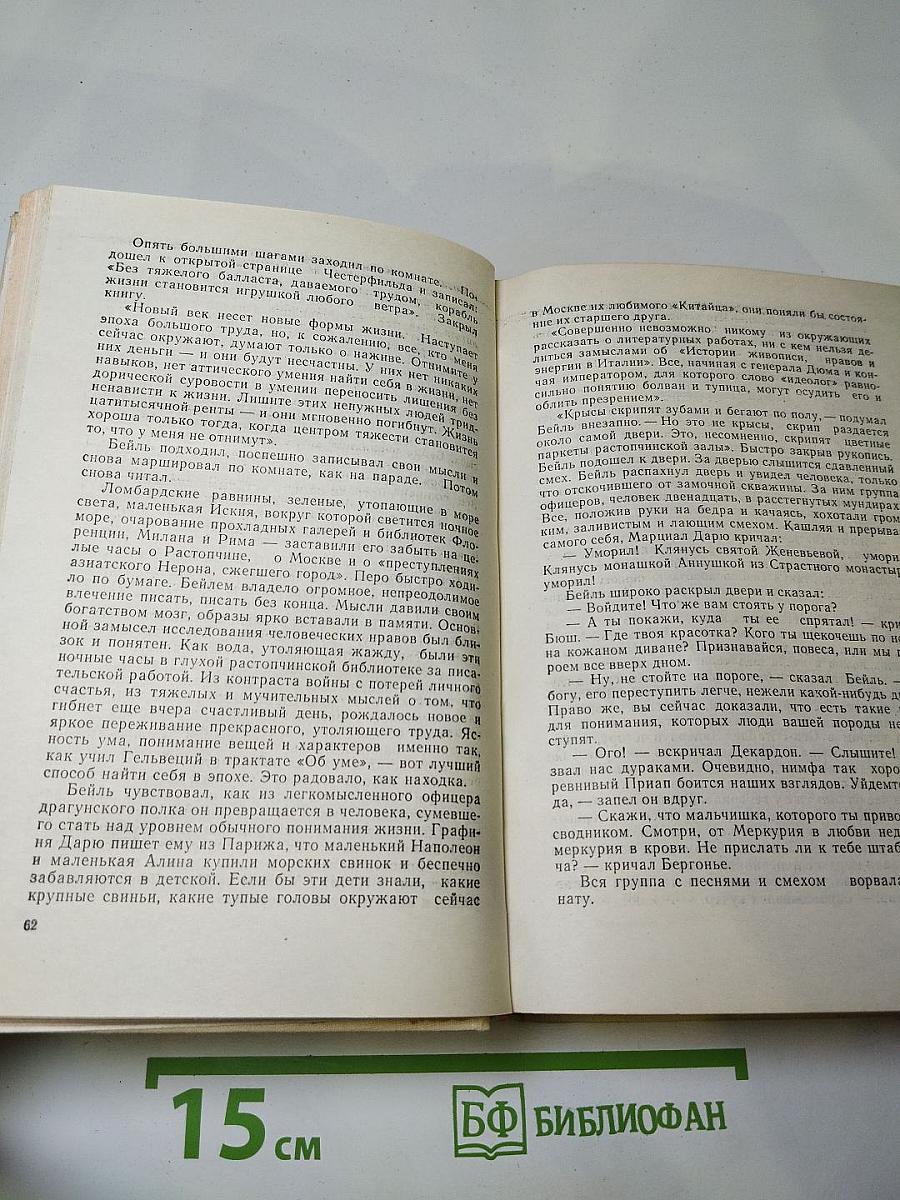 Опять большими шагами заходил по комнате. По-
дошел к открытой странице Честерфильда и записал:
«Без тяжелого балласта, даваемого трудом, корабль
жизни становится игрушкой любого ветра». Закрыл
книгу.
«Новый век несет новые формы жизни. Наступает
эпоха большого труда, но, к сожалению, все, кто меня
сейчас окружают, думают только о наживе. Отнимите у
них деньги — и они будут несчастны. У них нет никаких
навыков, нет аттического умения найти себя в жизни, нет
дорической суровости в умении переносить лишения без
ненависти к жизни. Лишите этих ненужных людей трид-
цатитысячной ренты — и они мгновенно погибнут. Жизнь
хороша только тогда, когда центром тяжести становится
то, что у меня не отнимут».
Бейль подходил, поспешно записывал свои мысли и
снова маршировал по комнате, как на параде. Потом
снова читал.
Ломбардские равнины, зеленые, утопающие в море
света, маленькая Иския, вокруг которой светится ночное
море, очарование прохладных галерей и библиотек Фло-
ренции, Милана и Рима — заставили его забыть на це-
лые часы о Растопчине, о Москве и о «преступлениях
азиатского Нерона, сжегшего город». Перо быстро ходи-
ло по бумаге. Бейлем владело огромное, непреодолимое
влечение писать, писать без конца. Мысли давили своим
богатством мозг, образы ярко вставали в памяти. Основ-
ной замысел исследования человеческих нравов был бли-
зок и понятен. Как вода, утоляющая жажду, были эти
ночные часы в глухой растопчинской библиотеке за писа-
тельской работой. Из контраста войны с потерей личного
счастья, из тяжелых и мучительных мыслей о том, что
гибнет еще вчера счастливый день, рождалось новое и
яркое переживание прекрасного, утоляющего труда. Яс-
ность ума, понимание вещей и характеров именно так,
как учил Гельвеций в трактате «Об уме», — вот лучший
способ найти себя в эпохе. Это радовало, как находка.
Бейль чувствовал, как из легкомысленного офицера
драгунского полка он превращается в человека, сумевше-
го стать над уровнем обычного понимания жизни. Графи-
ня Дарю пишет ему из Парижа, что маленький Наполеон
и маленькая Алина купили морских свинок и беспечно
забавляются в детской. Если бы эти дети знали, какие
крупные свиньи, какие тупые головы окружают сейчас
62
в Москве их любимого «Китайца», они поняли бы состоя-
ние их старшего друга.
«Совершенно невозможно никому из окружающих
рассказать о литературных работах, ни с кем нельзя де-
литься замыслами об «Истории живописи, нравов и
энергии в Италии». Все, начиная с генерала Дюма и кон-
чая императором, для которого слово «идеолог» равно-
сильно понятию болван и тупица, могут осудить его и
облить презрением».
«Крысы скрипят зубами и бегают по полу, — подумал
Бейль внезапно. — Но это не крысы, скрип раздается
около самой двери. Это, несомненно, скрипят цветные
паркеты растопчинской залы». Быстро закрыв рукопись,
Бейль подошел к двери. За дверью слышится сдавленный
смех. Бейль распахнул дверь и увидел человека, только
что отскочившего от замочной скважины. За ним группа
офицеров, человек двенадцать, в расстегнутых мундирах.
Все, положив руки на бедра и качаясь, хохотали гром
ким, заливистым и лающим смехом. Кашляя и прерыва
самого себя, Марциал Дарю кричал:
— Уморил! Клянусь святой Женевьевой, умори
Клянусь монашкой Аннушкой из Страстного монастыр
уморил!
Бейль широко раскрыл двери и сказал:
— Войдите! Что же вам стоять у порога?
— А ты покажи, куда ты ее спрятал! — кри
Бюш. — Где твоя красотка? Кого ты щекочешь по но
на кожаном диване? Признавайся, повеса, или мы п
роем все вверх дном.
— Ну, не стойте на пороге, — сказал Бейль. —
богу, его переступить легче, нежели какой-нибудь д
Право же, вы сейчас доказали, что есть такие
для понимания, которых люди вашей породы не
ступят.
— Ого! — вскричал Декардон. — Слышите!
звал нас дураками. Очевидно, нимфа так хоро
ревнивый Приап боится наших взглядов. Уйдемт
да, — запел он вдруг.
— Скажи, что мальчишка, которого ты приво
сводником. Смотри, от Меркурия в любви нед
меркурия в крови. Не прислать ли к тебе штаб
ча? — кричал Бергонье.
Вся группа с песнями и смехом ворвала
нату.
15 см
БФ БИБЛИОФАН